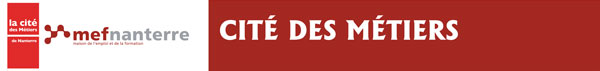 la cité
des Métiers
de Nanterre
mefnanterre
maison de l'emploi et de la formation
CITÉ DES MÉTIERS